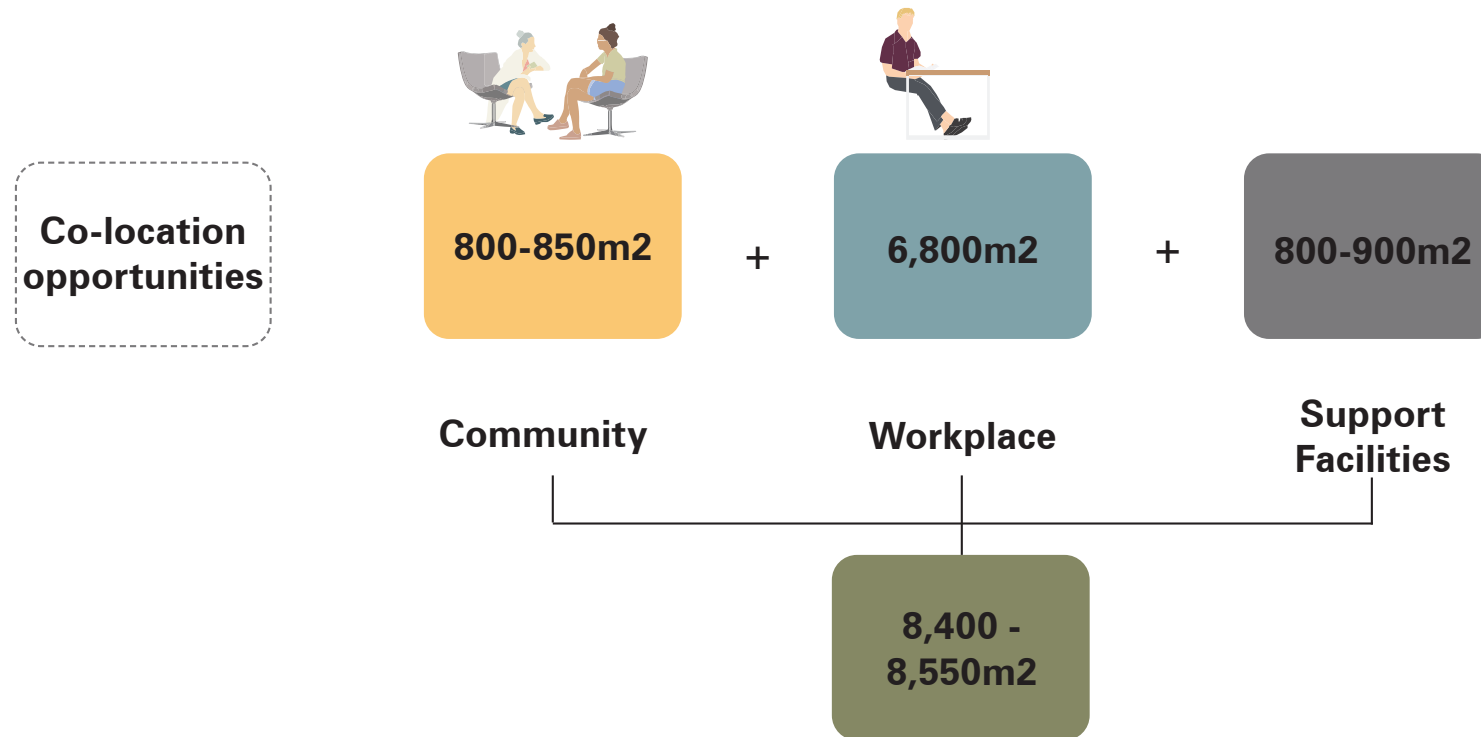 Co-location
opportunities
800-850m2
+
6,800m2
+
800-900m2
Community
Workplace
Support
Facilities
8,400 -
8,550m2